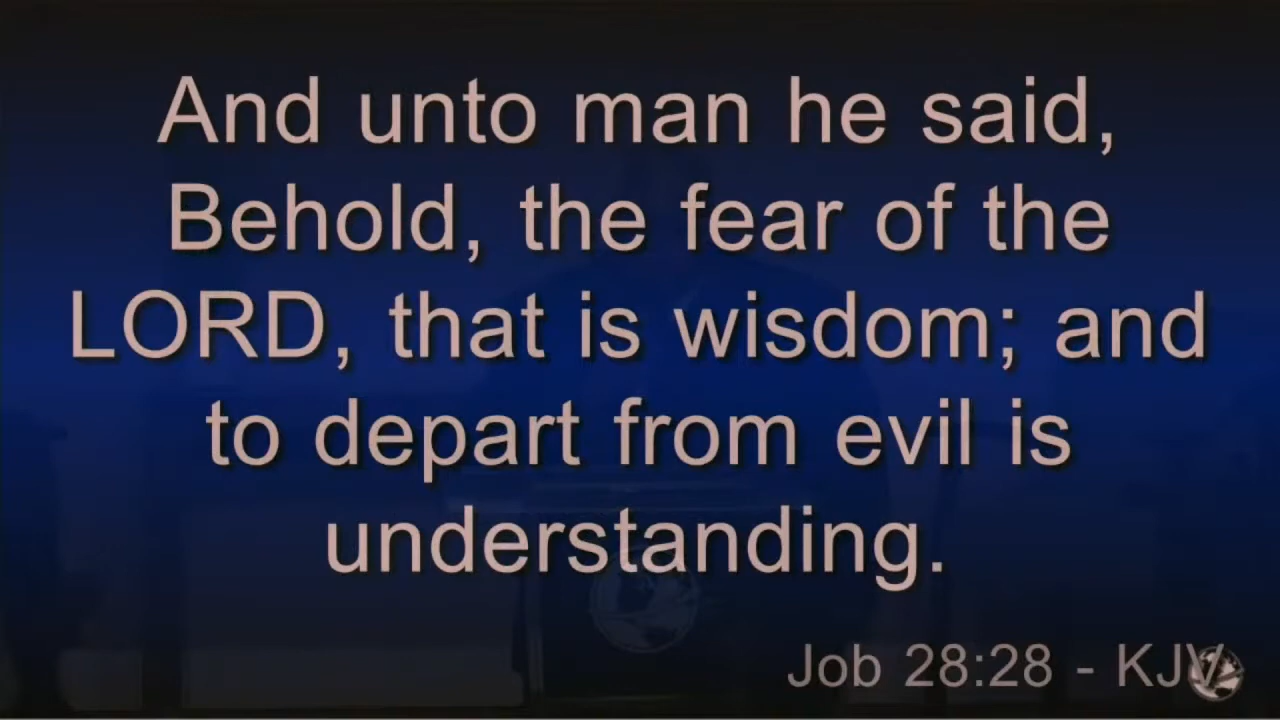 And unto man he said,
Behold, the fear of the
LORD, that is wisdom; and
to depart from evil is
understanding.
Job 28:28 - KJV